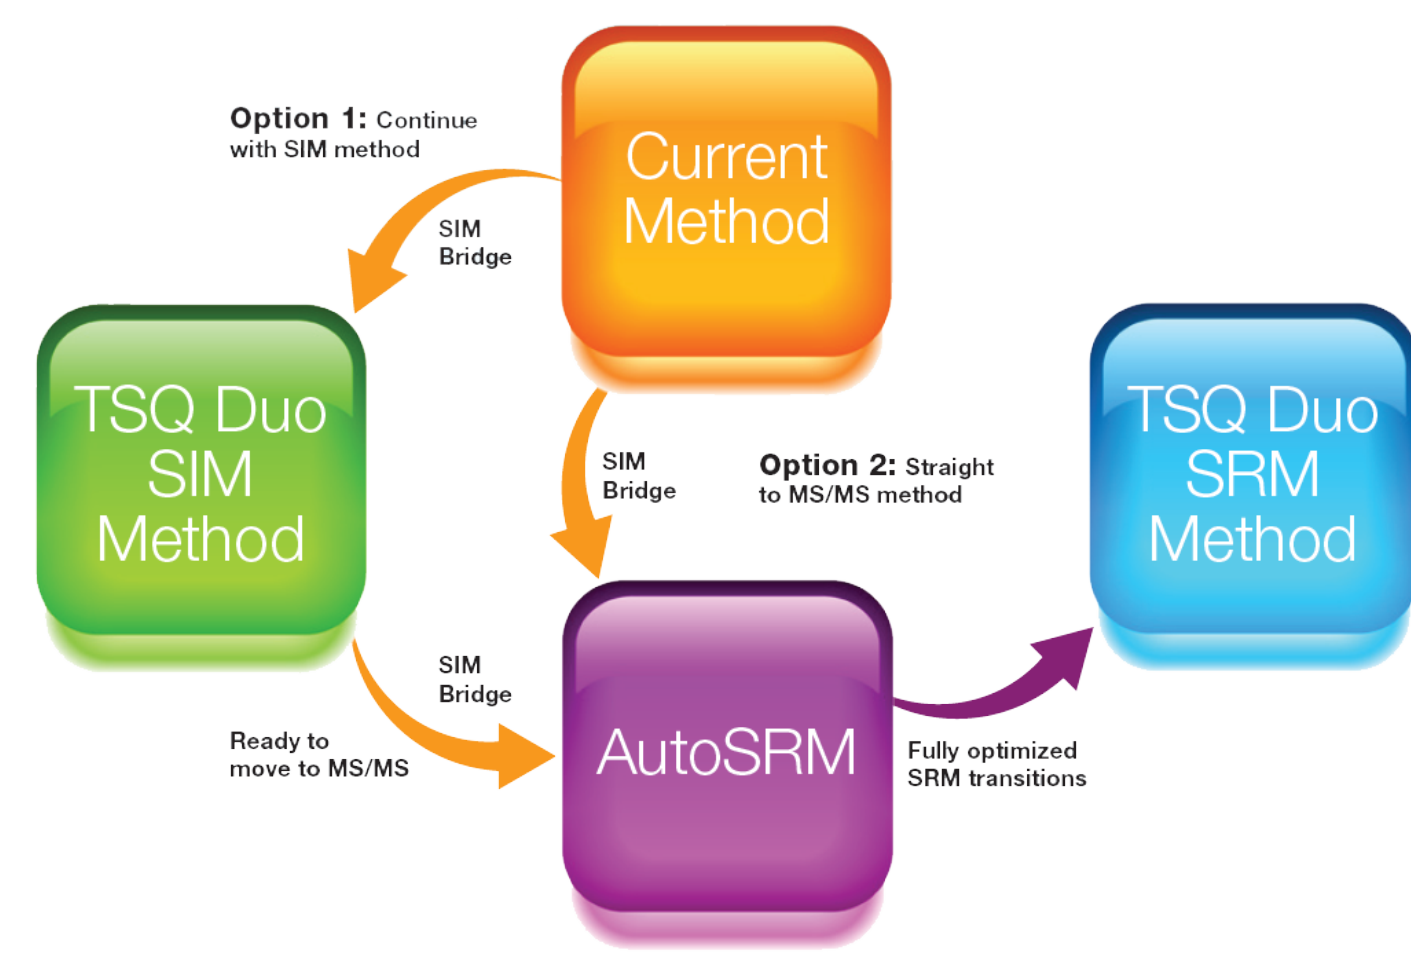 Option 1: Continue
with SIM method
Current
Method
SIM
Bridge
TSQ Duo
SIM
Method
SIM
Bridge
Option 2: Straight
to MS/MS method
TSQ Duo
SRM
Method
SIM
Bridge
Ready to
move to MS/MS
AutoSRM
Fully optimized
SRM transitions